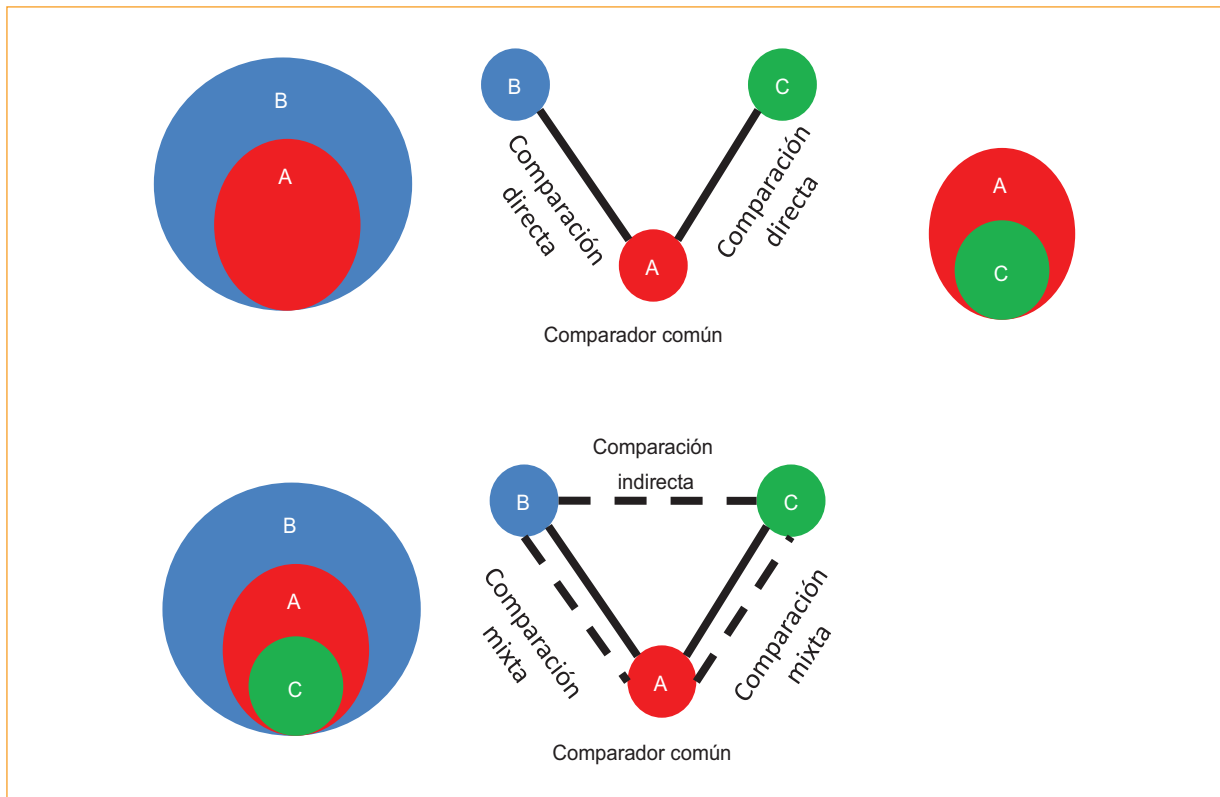 B
A
B
C
Comparación
directa
Comparación
directa
A
Comparador común
A
C
B
A
C
Comparación
indirecta
B
C
Comparación
mixta
Comparación
mixta
A
Comparador común